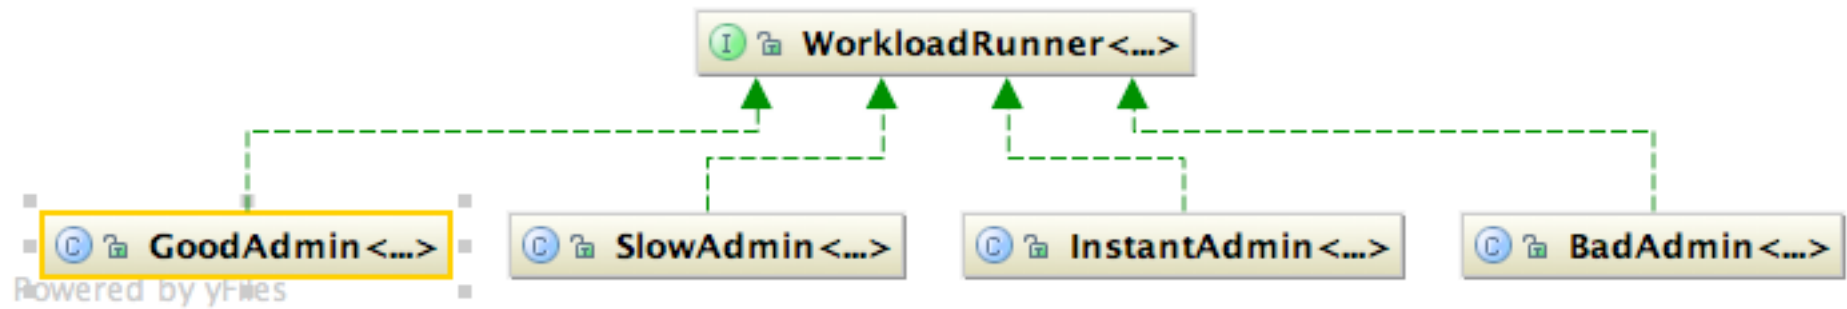 I WorkloadRunner<...>
C GoodAdmin<...>
C SlowAdmin<...>
C InstantAdmin<...>
C BadAdmin<...>
Powered by yFiles